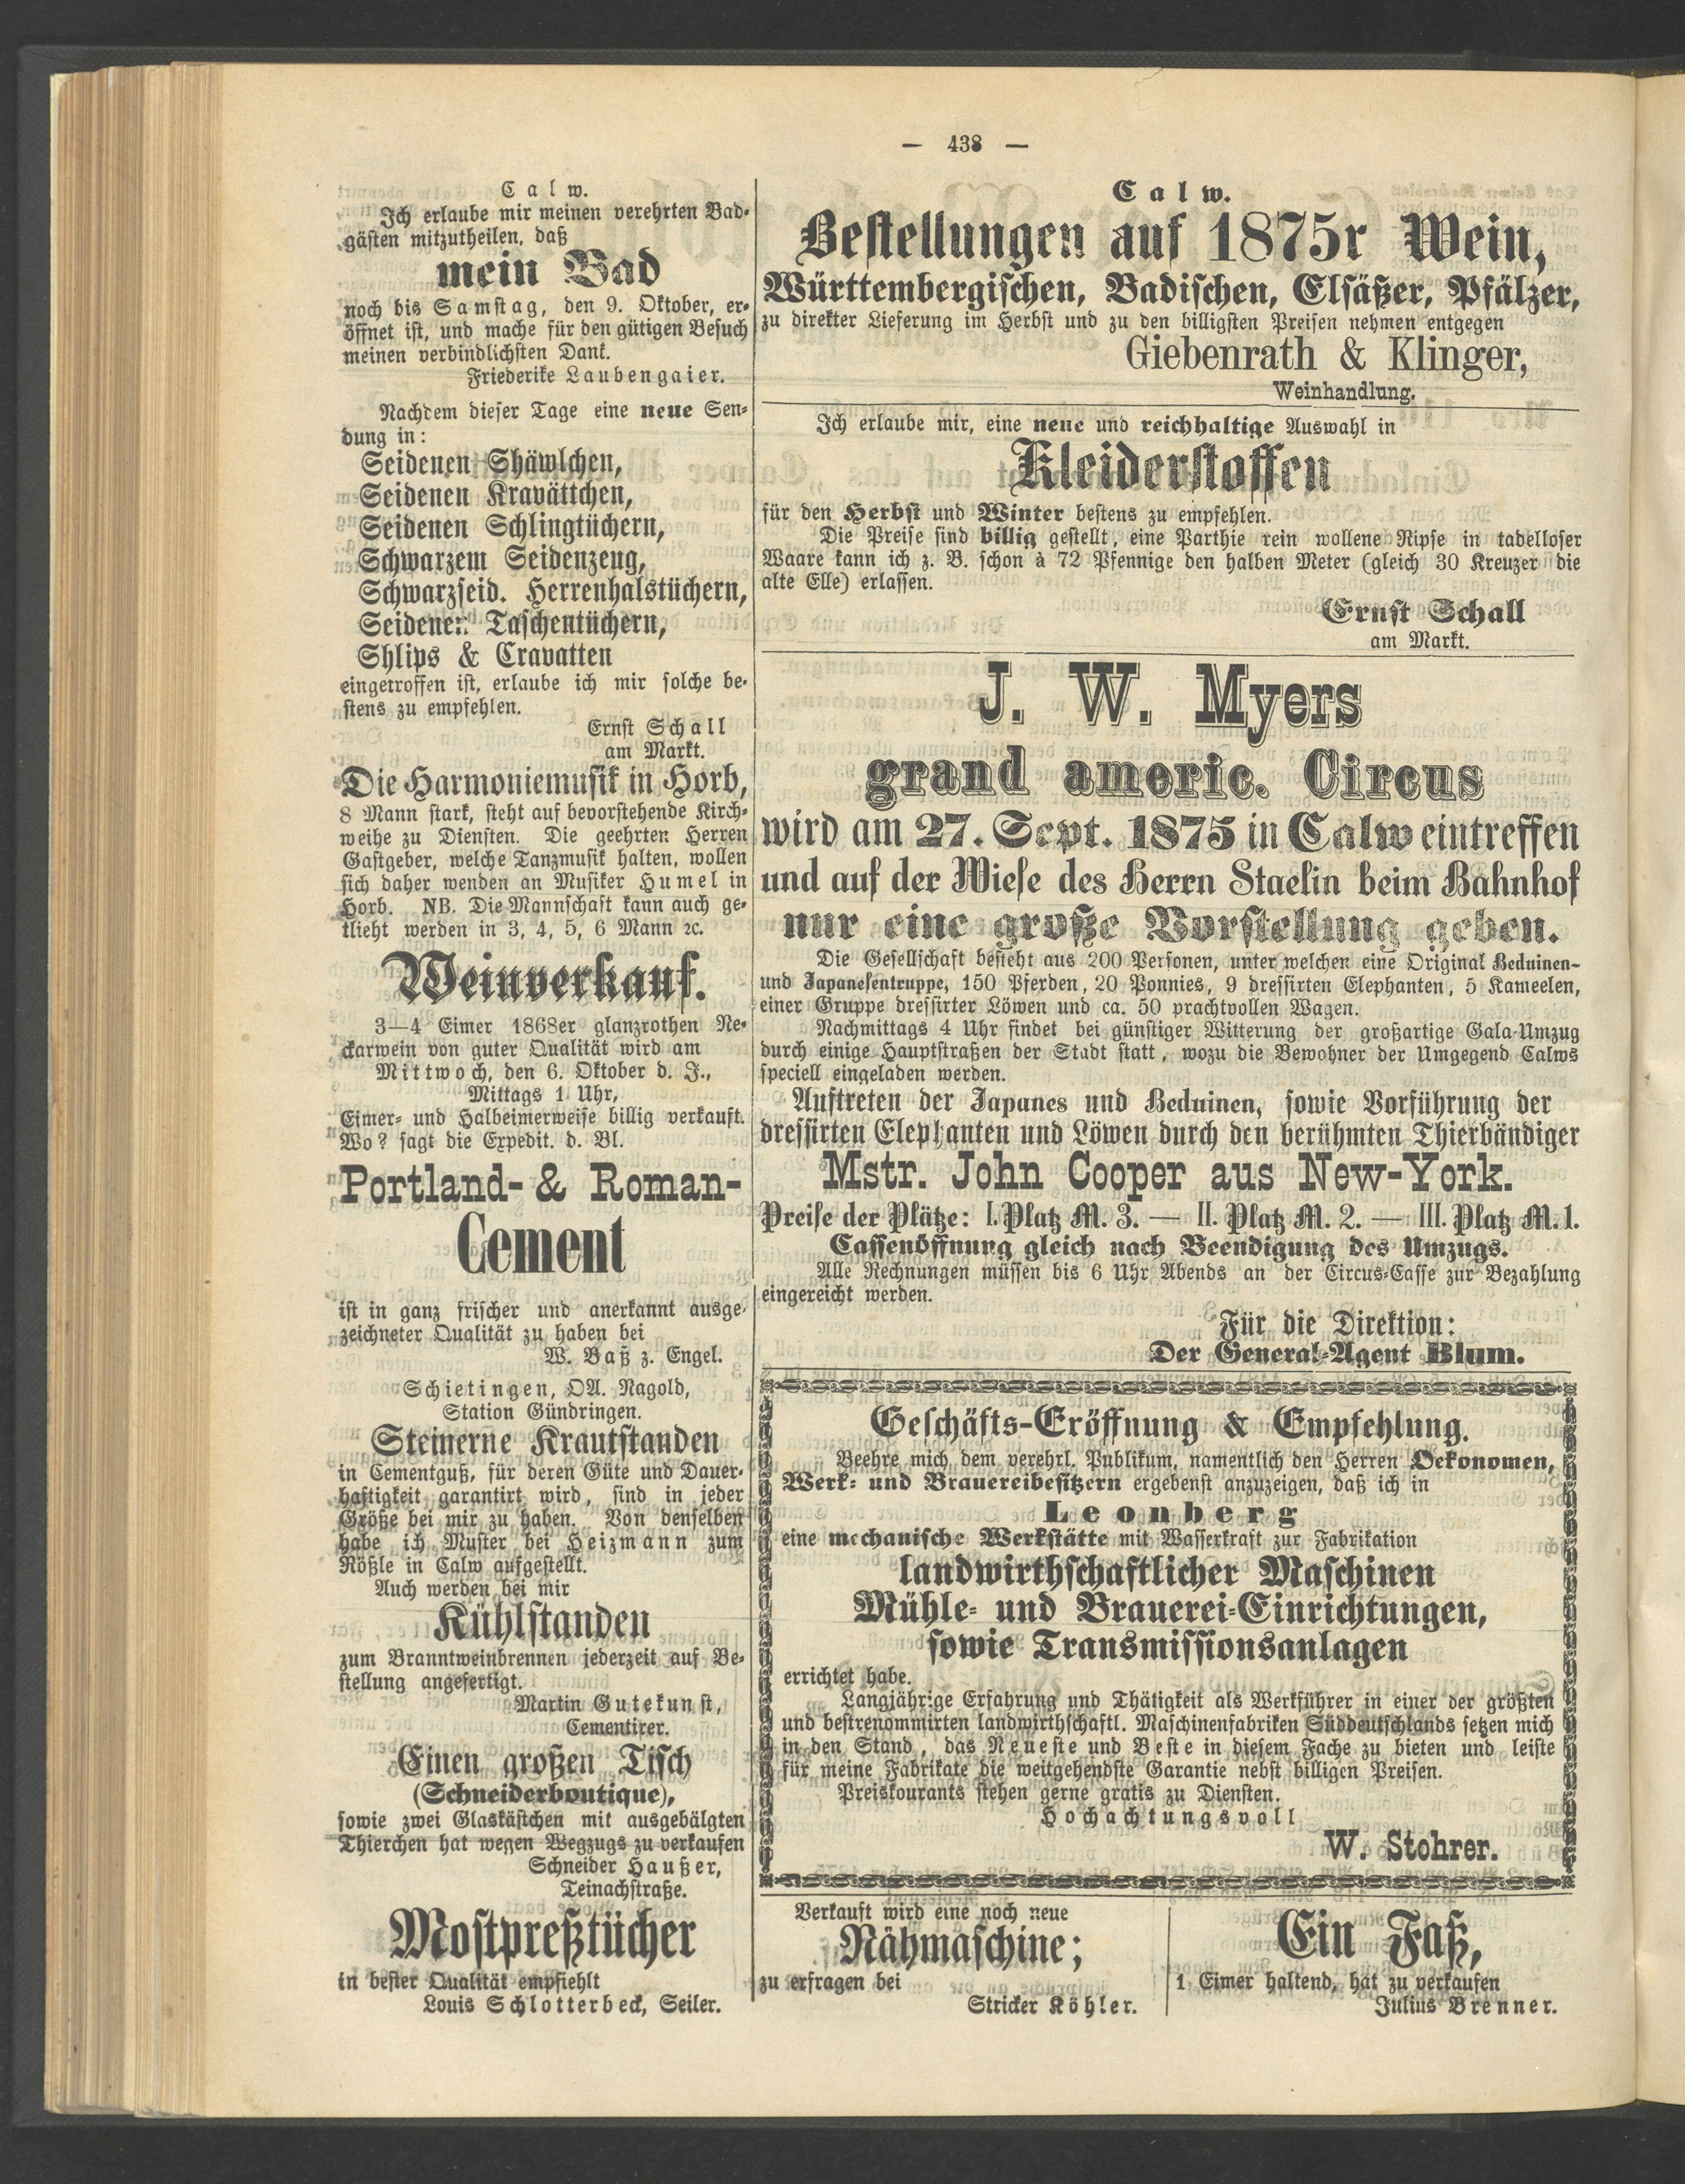 — 438 —
Calw.
Ich erlaube mir meinen verehrten Bad-
gästen mitzutheilen, daß
mein Bad
noch bis Samstag, den 9. Oktober, er-
öffnet ist, und mache für den gütigen Besuch
meinen verbindlichsten Dank.
Friederike Laubengaier.
Nachdem dieser Tage eine neue Sen-
dung in:
Seidenen Shäwlchen,
Seidenen Kravättchen,
Seidenen Schlingtüchern,
Schwarzem Seidenzeug,
Schwarzseid. Herrenhalstüchern,
Seidenen Taschentüchern,
Shlips & Cravatten
eingetroffen ist, erlaube ich mir solche be-
stens zu empfehlen.
Ernst Schall
am Markt.
Die Harmoniemusik in Horb,
8 Mann stark, steht auf bevorstehende Kirch-
weihe zu Diensten. Die geehrten Herren
Gastgeber, welche Tanzmusik halten, wollen
sich daher wenden an Musiker Humel in
Horb. NB. Die Mannschaft kann auch ge-
tlieht werden in 3, 4, 5, 6 Mann ꝛc.
Weinverkauf.
3—4 Eimer 1868er glanzrothen Ne-
ckarwein von guter Qualität wird am
Mittwoch, den 6. Oktober d. J.,
Mittags 1 Uhr,
Eimer- und Halbeimerweise billig verkauft.
Wo? sagt die Expedit. d. Bl.
Portland- & Roman-
Cement
ist in ganz frischer und anerkannt ausge-
zeichneter Qualität zu haben bei
W. Baß z. Engel.
Schietingen, OA. Nagold,
Station Gündringen.
Steinerne Krautstanden
in Cementguß, für deren Güte und Dauer-
haftigkeit garantirt wird, sind in jeder
Größe bei mir zu haben. Von denselben
habe ich Muster bei Heizmann zum
Rößle in Calw aufgestellt.
Auch werden bei mir
Kühlstanden
zum Branntweinbrennen jederzeit auf Be-
stellung angefertigt.
Martin Gutekunst,
Cementirer.
Einen großen Tisch
(Schneiderboutique),
sowie zwei Glaskästchen mit ausgebälgten
Thierchen hat wegen Wegzugs zu verkaufen
Schneider Haußer,
Teinachstraße.
Mostpreßtücher
in bester Qualität empfiehlt
Louis Schlotterbeck, Seiler.
Calw.
Bestellungen auf 1875r Wein,
Württembergischen, Badischen, Elsäßer, Pfälzer,
zu direkter Lieferung im Herbst und zu den billigsten Preisen nehmen entgegen
Giebenrath & Klinger,
Weinhandlung.
Ich erlaube mir, eine neue und reichhaltige Auswahl in
Kleiderstoffen
für den Herbst und Winter bestens zu empfehlen.
Die Preise sind billig gestellt, eine Parthie rein wollene Ripse in tadelloser
Waare kann ich z. B. schon à 72 Pfennige den halben Meter (gleich 30 Kreuzer die
alte Elle) erlassen.
Ernst Schall
am Markt.
J. W. Myers
grand americ. Circus
wird am 27. Sept. 1875 in Calw eintreffen
und auf der Wiese des Herrn Staelin beim Bahnhof
nur eine große Vorstellung geben.
Die Gesellschaft besteht aus 200 Personen, unter welchen eine Original Beduinen-
und Japanesentruppe, 150 Pferden, 20 Ponnies, 9 dressirten Elephanten, 5 Kameelen,
einer Gruppe dressirter Löwen und ca. 50 prachtvollen Wagen.
Nachmittags 4 Uhr findet bei günstiger Witterung der großartige Gala-Umzug
durch einige Hauptstraßen der Stadt statt, wozu die Bewohner der Umgegend Calws
speciell eingeladen werden.
Auftreten der Japanes und Beduinen, sowie Vorführung der
dressirten Elephanten und Löwen durch den berühmten Thierbändiger
Mstr. John Cooper aus New-York.
Preise der Plätze: I. Platz M. 3. — II. Platz M. 2. — III. Platz M. 1.
Cassenöffnung gleich nach Beendigung des Umzugs.
Alle Rechnungen müssen bis 6 Uhr Abends an der Circus-Casse zur Bezahlung
eingereicht werden.
Für die Direktion:
Der General-Agent Blum.
Geschäfts-Eröffnung & Empfehlung.
Beehre mich dem verehrl. Publikum, namentlich den Herren Oekonomen,
Werk- und Brauereibesitzern ergebenst anzuzeigen, daß ich in
Leonberg
eine mechanische Werkstätte mit Wasserkraft zur Fabrikation
landwirthschaftlicher Maschinen
Mühle- und Brauerei-Einrichtungen,
sowie Transmissionsanlagen
errichtet habe.
Langjährige Erfahrung und Thätigkeit als Werkführer in einer der größten
und bestrenommirten landwirthschaftl. Maschinenfabriken Süddeutschlands setzen mich
in den Stand, das Neueste und Beste in diesem Fache zu bieten und leiste
für meine Fabrikate die weitgehendste Garantie nebst billigen Preisen.
Preiskourants stehen gerne gratis zu Diensten.
Hochachtungsvoll
W. Stohrer.
Verkauft wird eine noch neue
Nähmaschine;
zu erfragen bei
Stricker Köhler.
Ein Faß,
1 Eimer haltend, hat zu verkaufen
Julius Brenner.